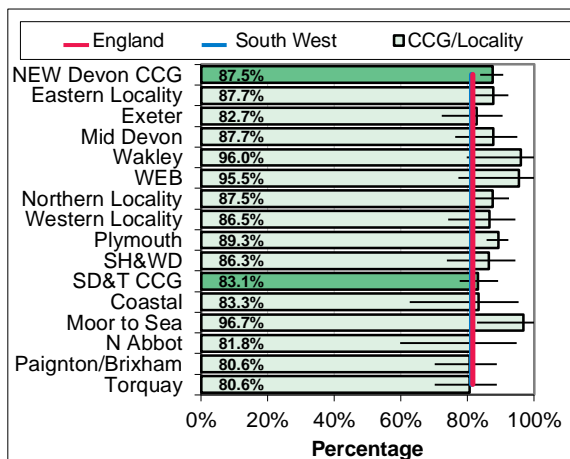 England South West CCG/Locality
NEW Devon CCG 87.5%
Eastern Locality 87.7%
Exeter 82.7%
Mid Devon 87.7%
Wakley 96.0%
WEB 95.5%
Northern Locality 87.5%
Western Locality 86.5%
Plymouth 89.3%
SH&WD 86.3%
SD&T CCG 83.1%
Coastal 83.3%
Moor to Sea 96.7%
N Abbot 81.8%
Paignton/Brixham 80.6%
Torquay 80.6%
0% 20% 40% 60% 80% 100%
Percentage